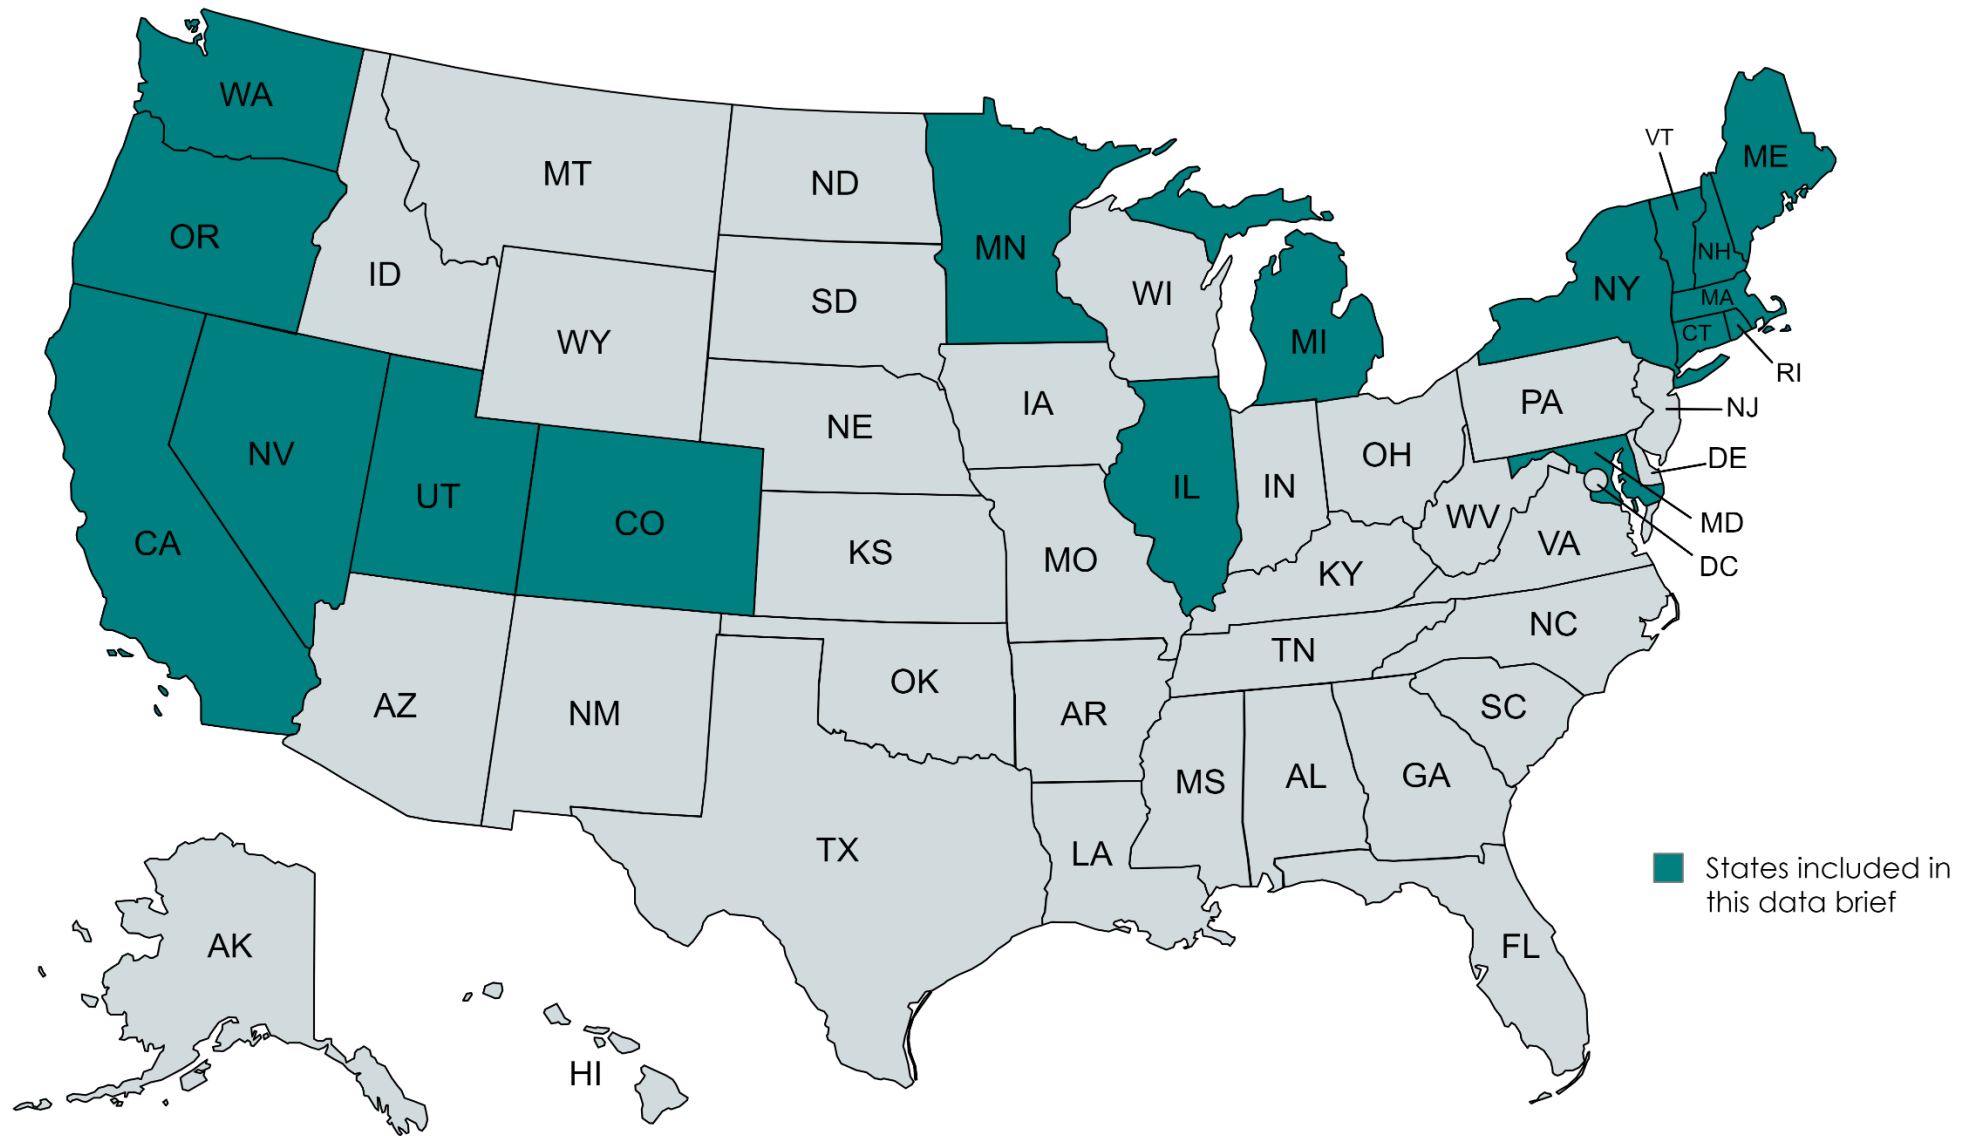 WA
VT
ME
MT
ND
OR
MN
NH
ID
NY
SD
WI
MA
CT
WY
MI
RI
IA
PA
NJ
NE
NV
OH
DE
UT
IL
IN
CO
WV
MD
CA
KS
MO
VA
DC
KY
NC
TN
OK
AZ
NM
AR
SC
MS
AL
GA
TX
LA
States included in
this data brief
AK
FL
HI